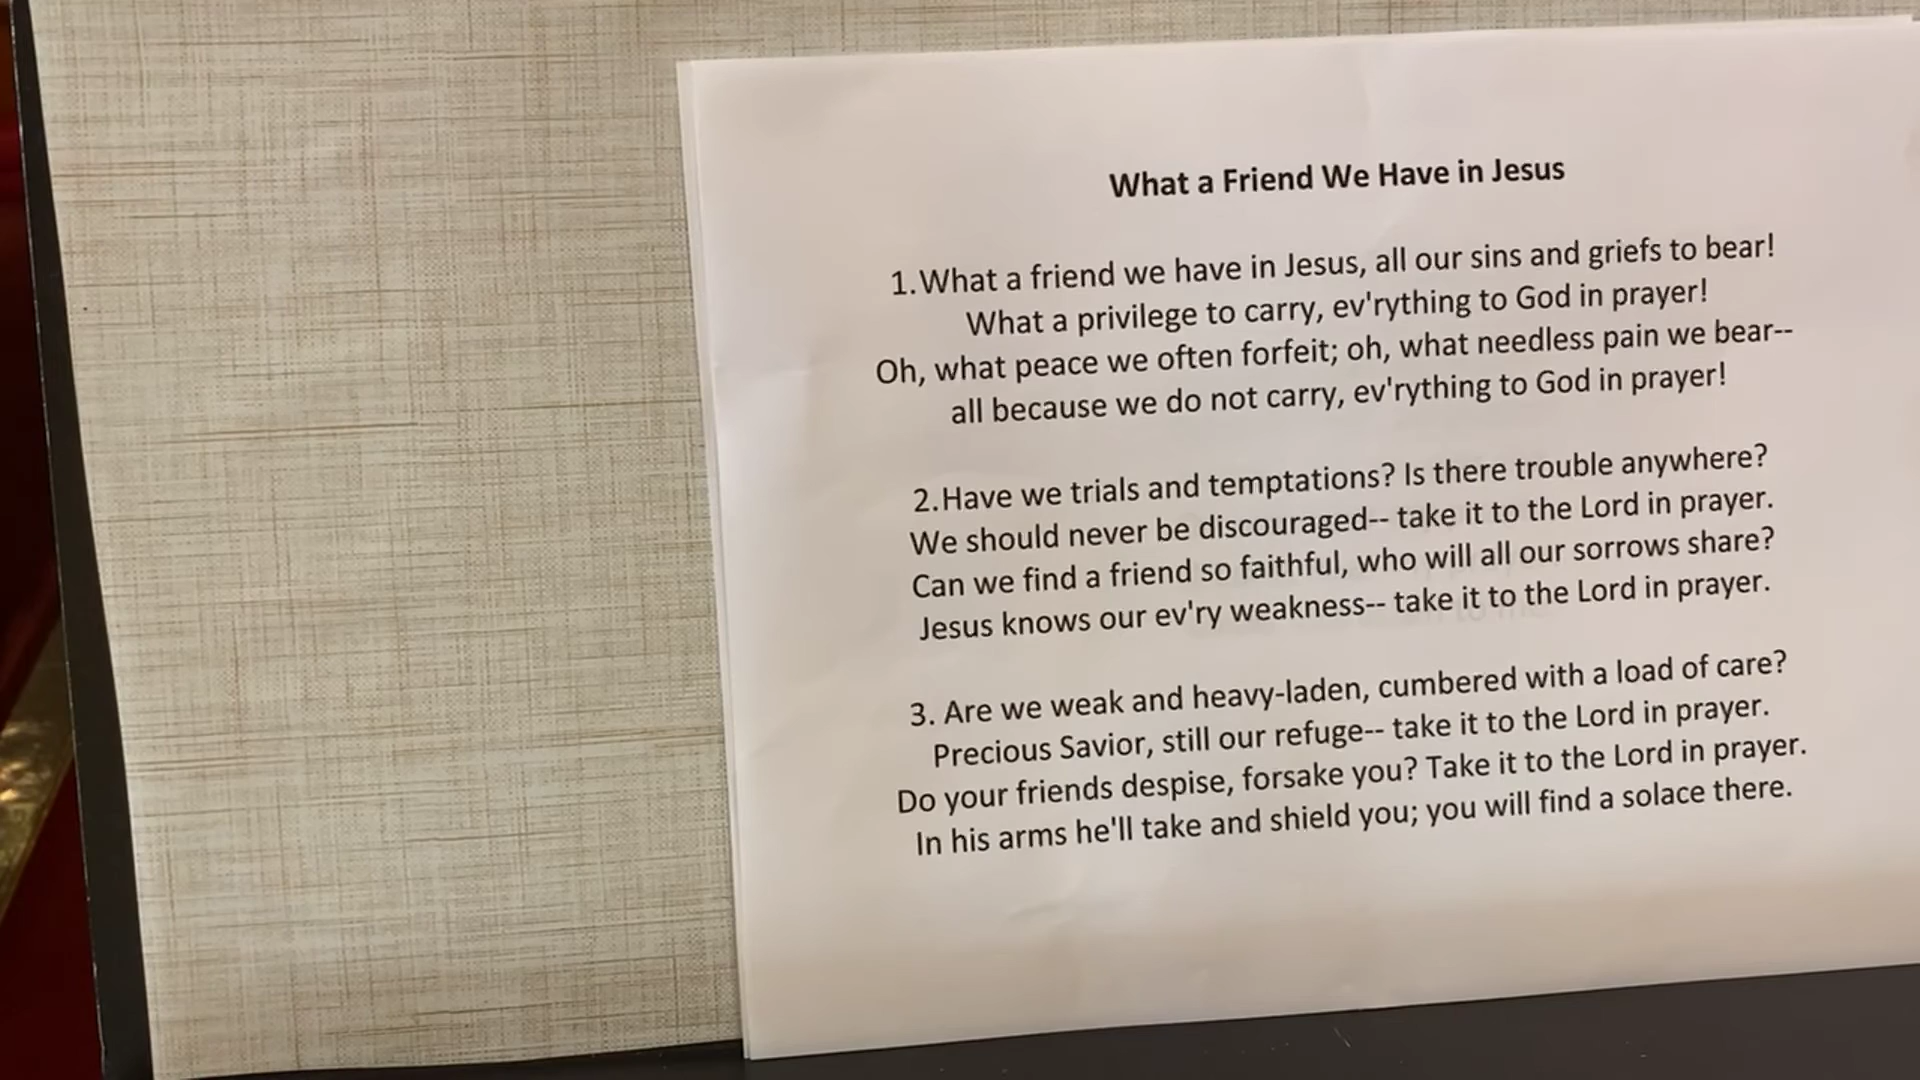 What a Friend We Have in Jesus
1.What a friend we have in Jesus, all our sins and griefs to bear!
What a privilege to carry, ev'rything to God in prayer!
Oh, what peace we often forfeit; oh, what needless pain we bear--
all because we do not carry, ev'rything to God in prayer!
2.Have we trials and temptations? Is there trouble anywhere?
We should never be discouraged-- take it to the Lord in prayer.
Can we find a friend so faithful, who will all our sorrows share?
Jesus knows our ev'ry weakness-- take it to the Lord in prayer.
3. Are we weak and heavy-laden, cumbered with a load of care?
Precious Savior, still our refuge-- take it to the Lord in prayer.
Do your friends despise, forsake you? Take it to the Lord in prayer.
In his arms he'll take and shield you; you will find a solace there.